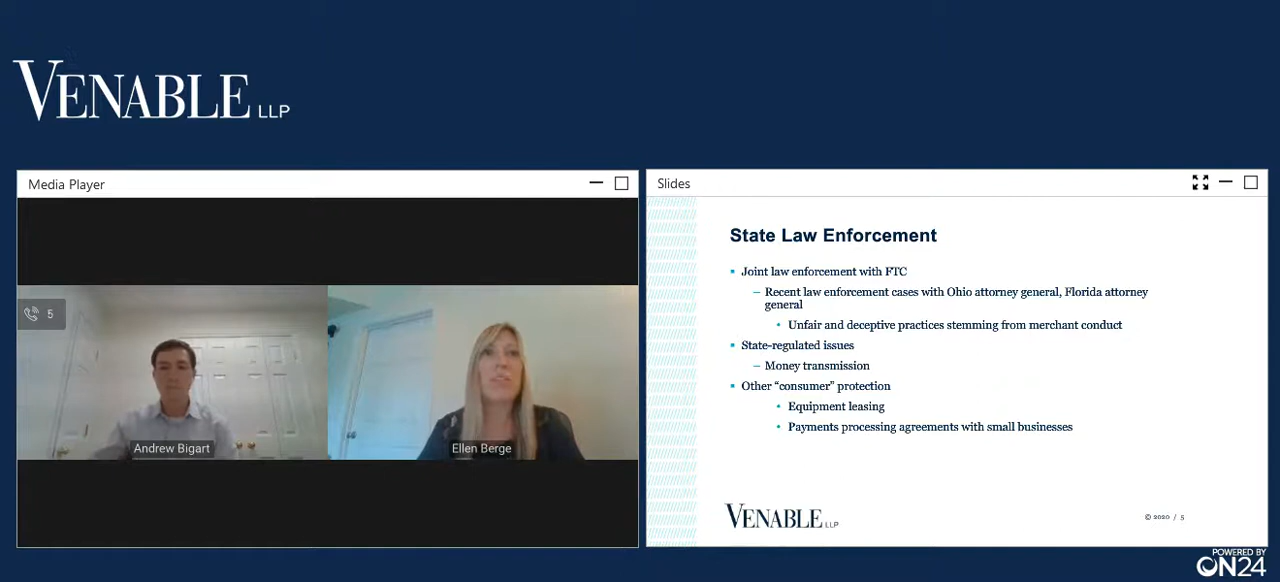 VENABLE LLP
Media Player
Slides
5
Andrew Bigart
Ellen Berge
State Law Enforcement
Joint law enforcement with FTC
– Recent law enforcement cases with Ohio attorney general, Florida attorney
general
• Unfair and deceptive practices stemming from merchant conduct
State-regulated issues
– Money transmission
Other “consumer” protection
• Equipment leasing
• Payments processing agreements with small businesses
VENABLE LLP
© 2020 / 5
POWERED BY
ON24